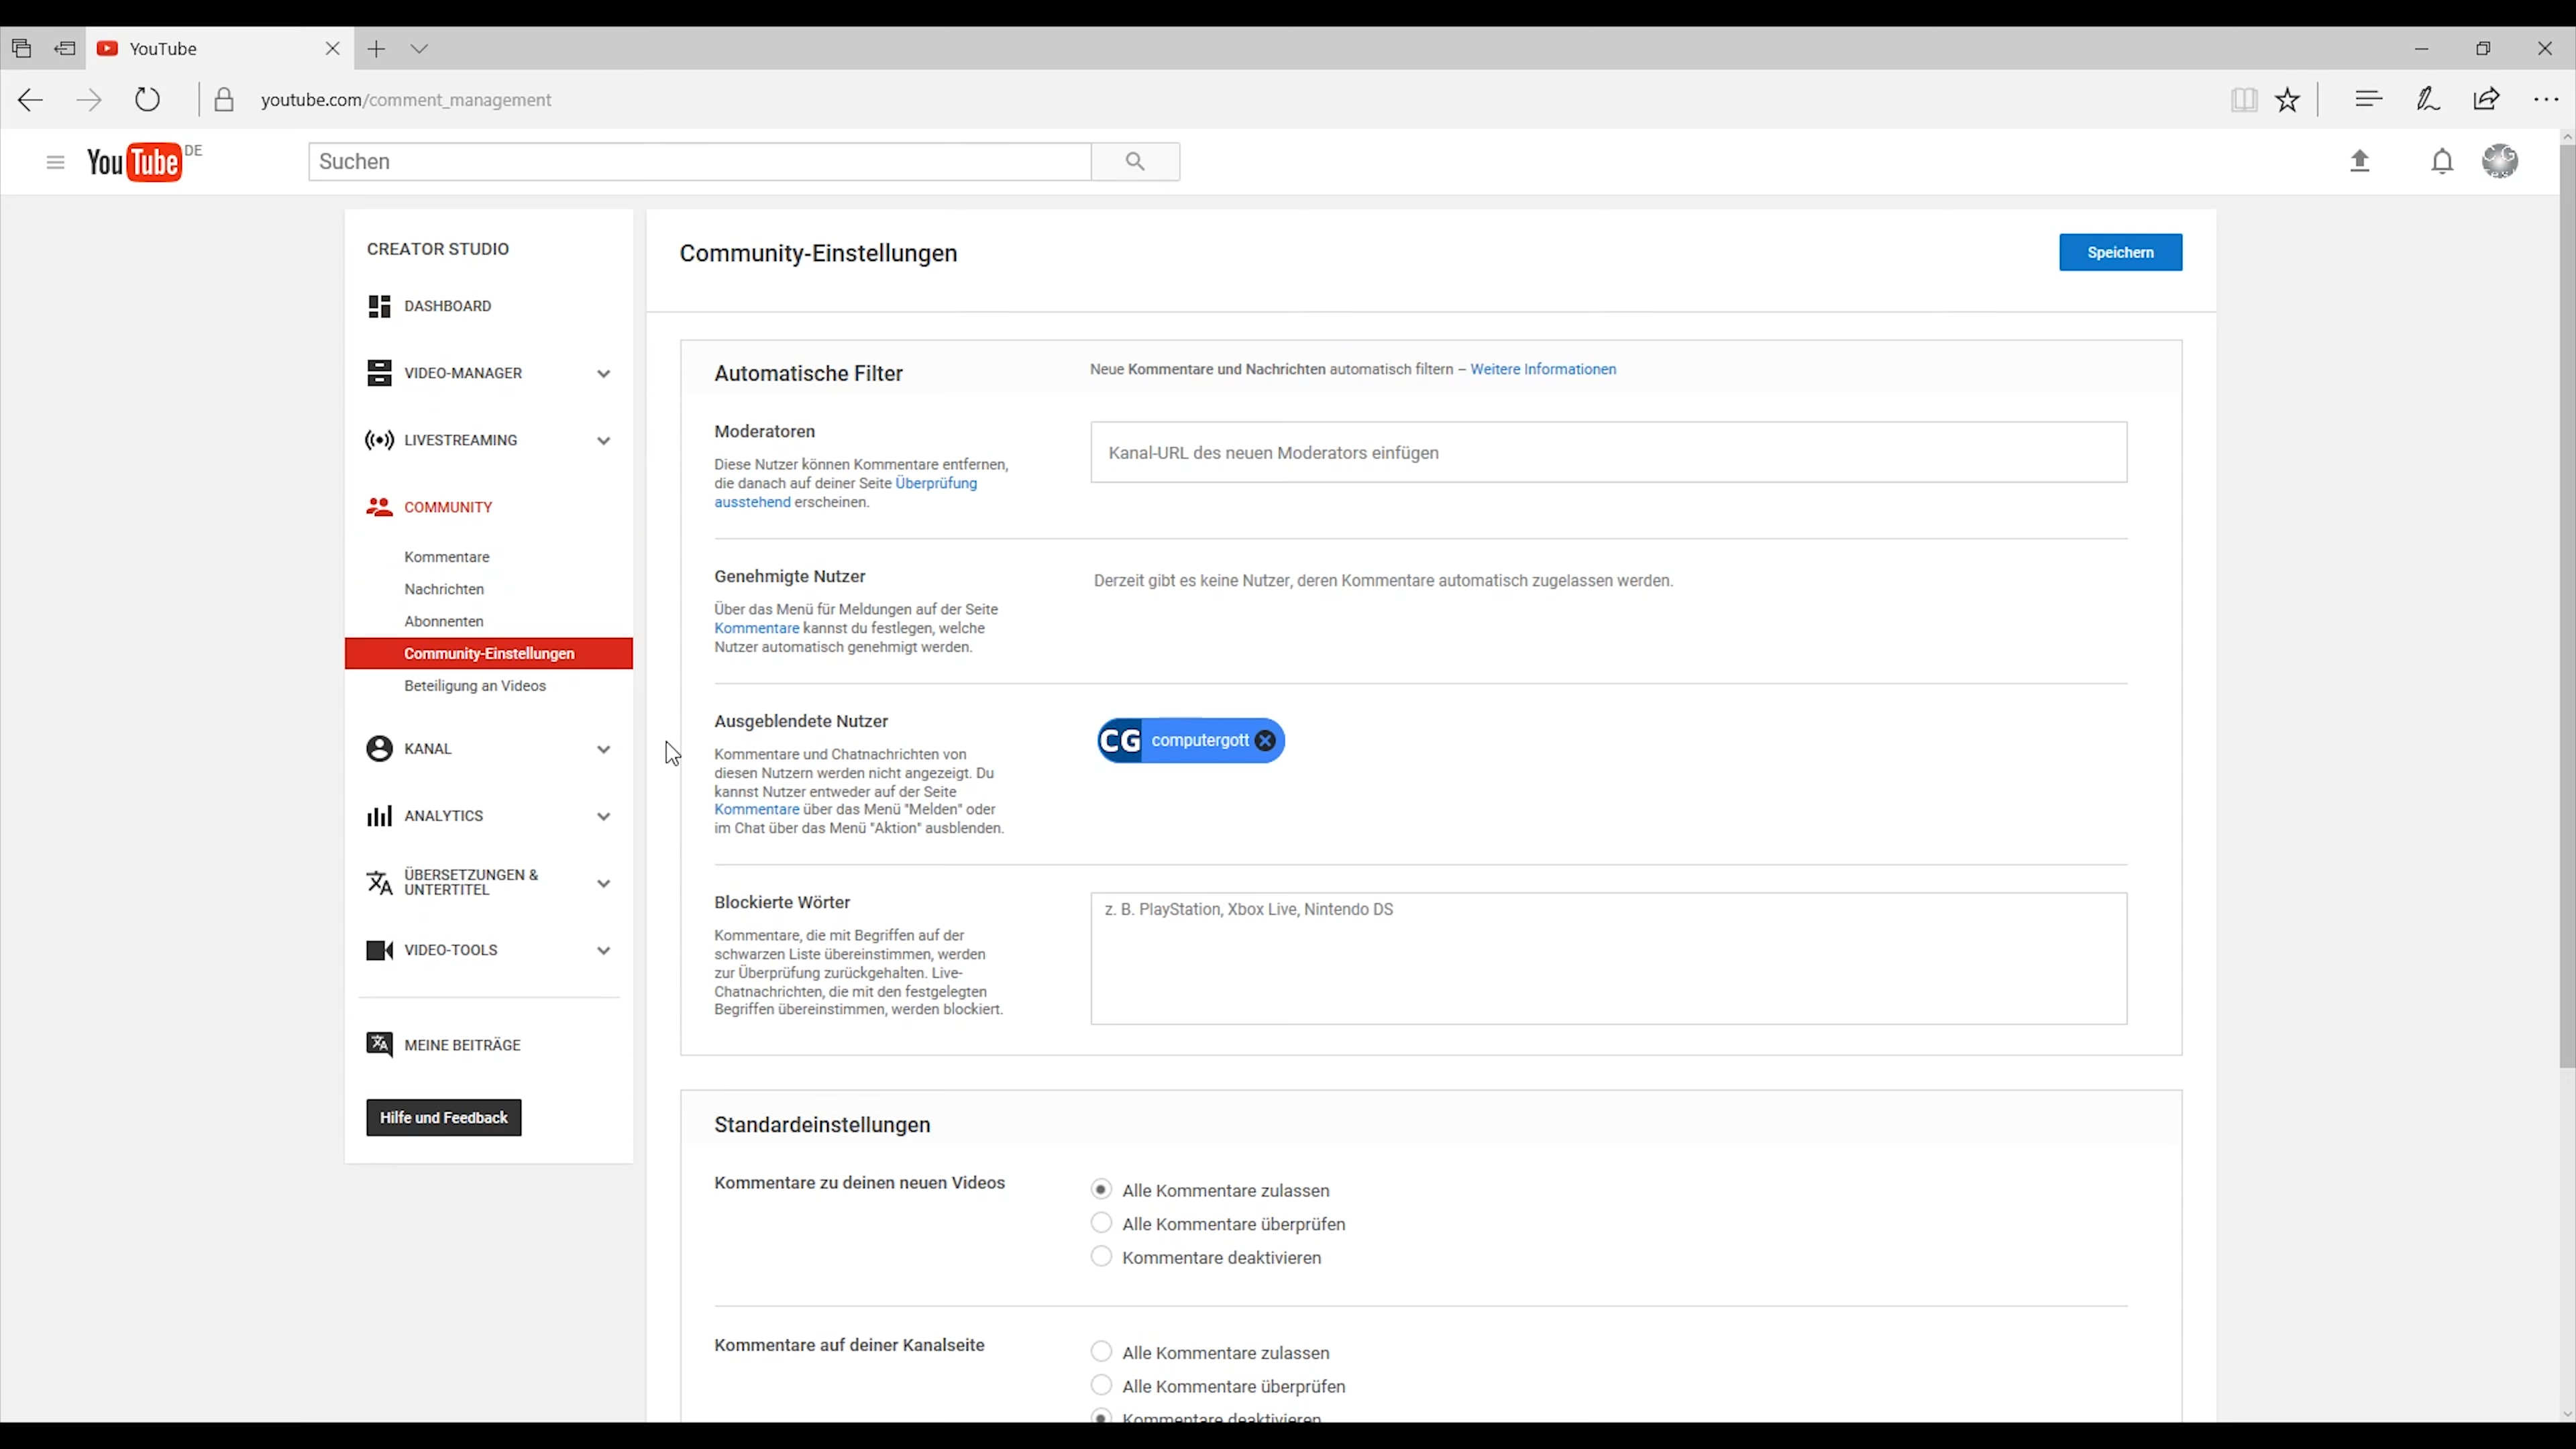 YouTube
youtube.com/comment_management
YouTube DE
Suchen
CREATOR STUDIO
DASHBOARD
VIDEO-MANAGER
LIVESTREAMING
COMMUNITY
Kommentare
Nachrichten
Abonnenten
Community-Einstellungen
Beteiligung an Videos
KANAL
ANALYTICS
ÜBERSETZUNGEN &
UNTERTITEL
VIDEO-TOOLS
MEINE BEITRÄGE
Hilfe und Feedback
Community-Einstellungen
Speichern
Automatische Filter
Neue Kommentare und Nachrichten automatisch filtern – Weitere Informationen
Moderatoren
Diese Nutzer können Kommentare entfernen,
die danach auf deiner Seite Überprüfung
ausstehend erscheinen.
Kanal-URL des neuen Moderators einfügen
Genehmigte Nutzer
Über das Menü für Meldungen auf der Seite
Kommentare kannst du festlegen, welche
Nutzer automatisch genehmigt werden.
Derzeit gibt es keine Nutzer, deren Kommentare automatisch zugelassen werden.
Ausgeblendete Nutzer
Kommentare und Chatnachrichten von
diesen Nutzern werden nicht angezeigt. Du
kannst Nutzer entweder auf der Seite
Kommentare über das Menü "Melden" oder
im Chat über das Menü "Aktion" ausblenden.
CG computergott
Blockierte Wörter
Kommentare, die mit Begriffen auf der
schwarzen Liste übereinstimmen, werden
zur Überprüfung zurückgehalten. Live-
Chatnachrichten, die mit den festgelegten
Begriffen übereinstimmen, werden blockiert.
z. B. PlayStation, Xbox Live, Nintendo DS
Standardeinstellungen
Kommentare zu deinen neuen Videos
Alle Kommentare zulassen
Alle Kommentare überprüfen
Kommentare deaktivieren
Kommentare auf deiner Kanalseite
Alle Kommentare zulassen
Alle Kommentare überprüfen
Kommentare deaktivieren